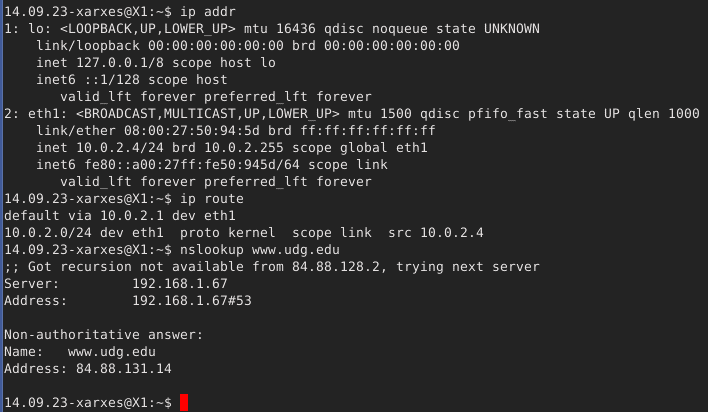 14.09.23-xarxes@X1:~$ ip addr
1: lo: <LOOPBACK,UP,LOWER_UP> mtu 16436 qdisc noqueue state UNKNOWN
    link/loopback 00:00:00:00:00:00 brd 00:00:00:00:00:00
    inet 127.0.0.1/8 scope host lo
    inet6 ::1/128 scope host
       valid_lft forever preferred_lft forever
2: eth1: <BROADCAST,MULTICAST,UP,LOWER_UP> mtu 1500 qdisc pfifo_fast state UP qlen 1000
    link/ether 08:00:27:50:94:5d brd ff:ff:ff:ff:ff:ff
    inet 10.0.2.4/24 brd 10.0.2.255 scope global eth1
    inet6 fe80::a00:27ff:fe50:945d/64 scope link
       valid_lft forever preferred_lft forever
14.09.23-xarxes@X1:~$ ip route
default via 10.0.2.1 dev eth1
10.0.2.0/24 dev eth1  proto kernel  scope link  src 10.0.2.4
14.09.23-xarxes@X1:~$ nslookup www.udg.edu
;; Got recursion not available from 84.88.128.2, trying next server
Server:         192.168.1.67
Address:        192.168.1.67#53

Non-authoritative answer:
Name:   www.udg.edu
Address: 84.88.131.14

14.09.23-xarxes@X1:~$